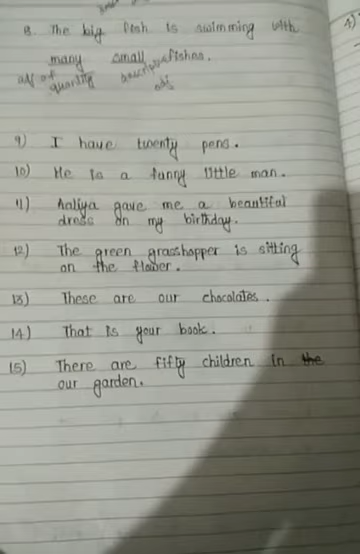 8 The big fish is swimming with
many small fishes.
adj of quantity descriptive adj
4)
9) I have twenty pens.
10) He is a funny little man.
11) Aaliya gave me a beautiful
dress on my birthday.
12) The green grasshopper is sitting
on the flower.
13) These are our chocolates.
14) That is your book.
15) There are fifty children in the
our garden.